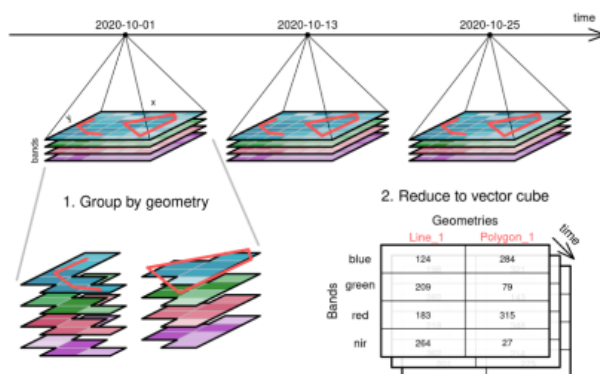 2020-10-01 2020-10-13 2020-10-25 time
y x
bands
1. Group by geometry 2. Reduce to vector cube
Geometries
time
Line_1 Polygon_1
Bands
blue 124 284
green 209 79
red 183 315
nir 264 27